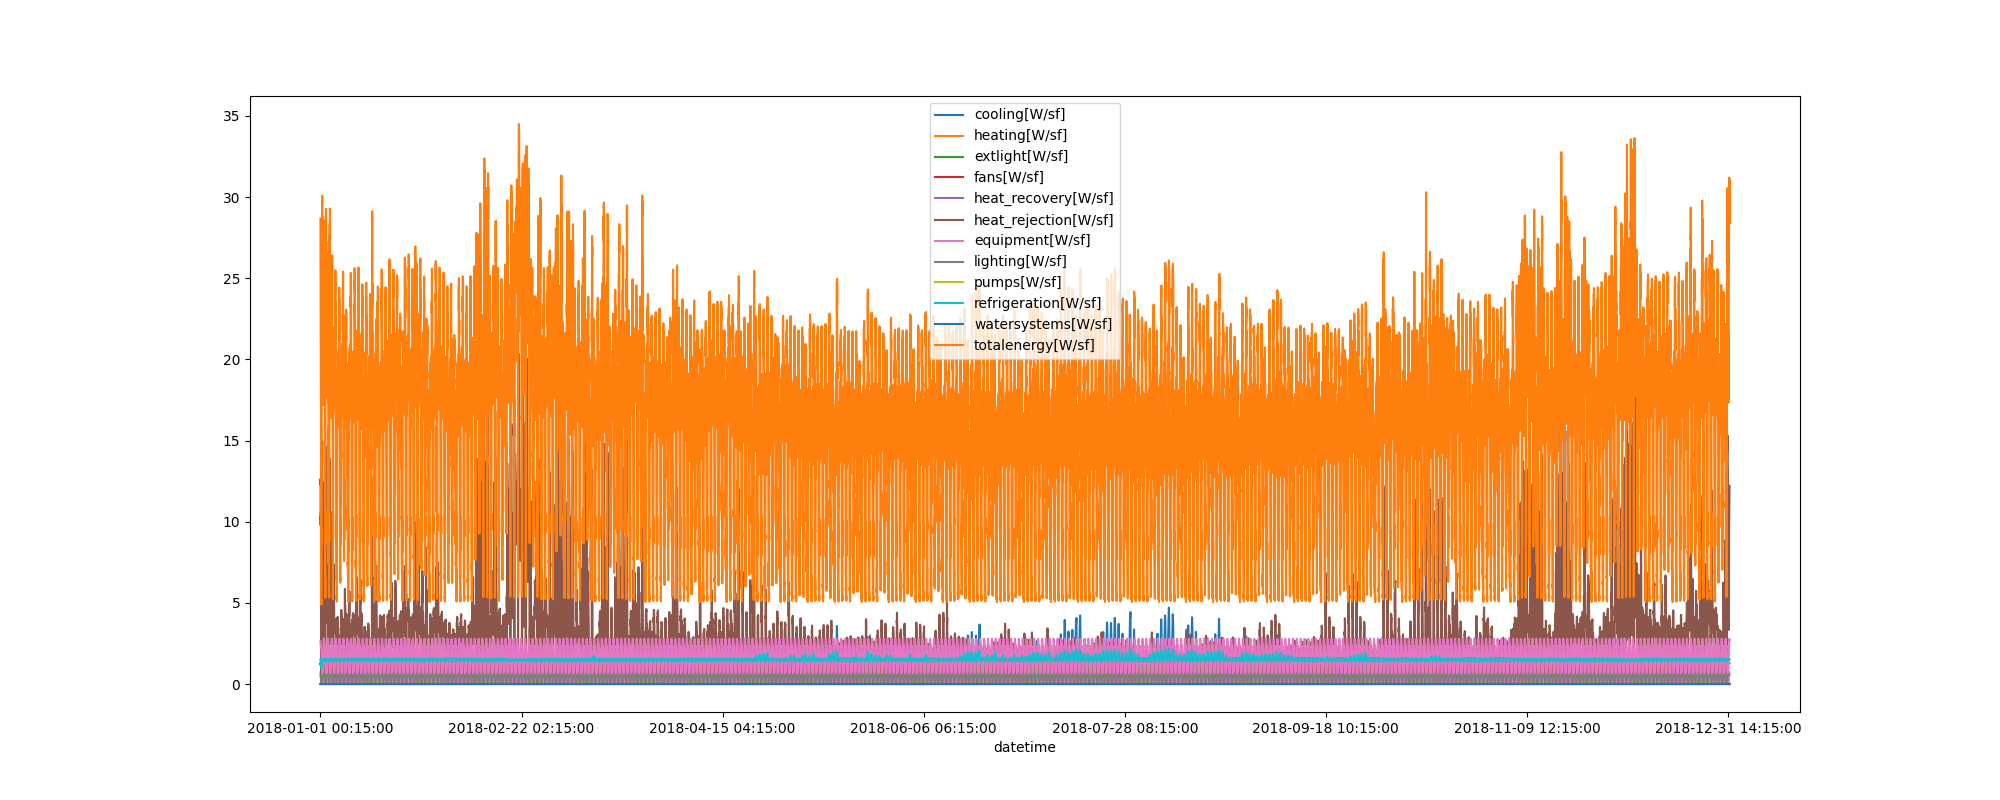 35
30
25
20
15
10
5
0
cooling[W/sf]
heating[W/sf]
extlight[W/sf]
fans[W/sf]
heat_recovery[W/sf]
heat_rejection[W/sf]
equipment[W/sf]
lighting[W/sf]
pumps[W/sf]
refrigeration[W/sf]
watersystems[W/sf]
totalenergy[W/sf]
2018-01-01 00:15:00 2018-02-22 02:15:00 2018-04-15 04:15:00 2018-06-06 06:15:00 2018-07-28 08:15:00 2018-09-18 10:15:00 2018-11-09 12:15:00 2018-12-31 14:15:00
datetime